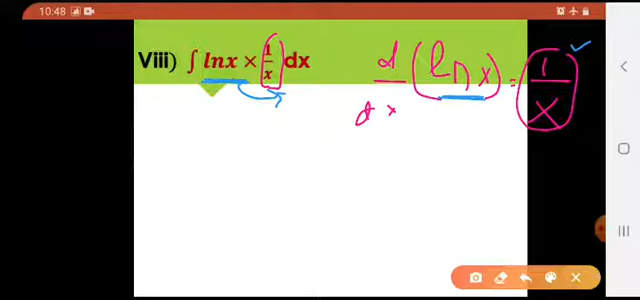 10:48
Viii) ∫ lnx × 1/x dx
d/dx (ln x) = 1/x